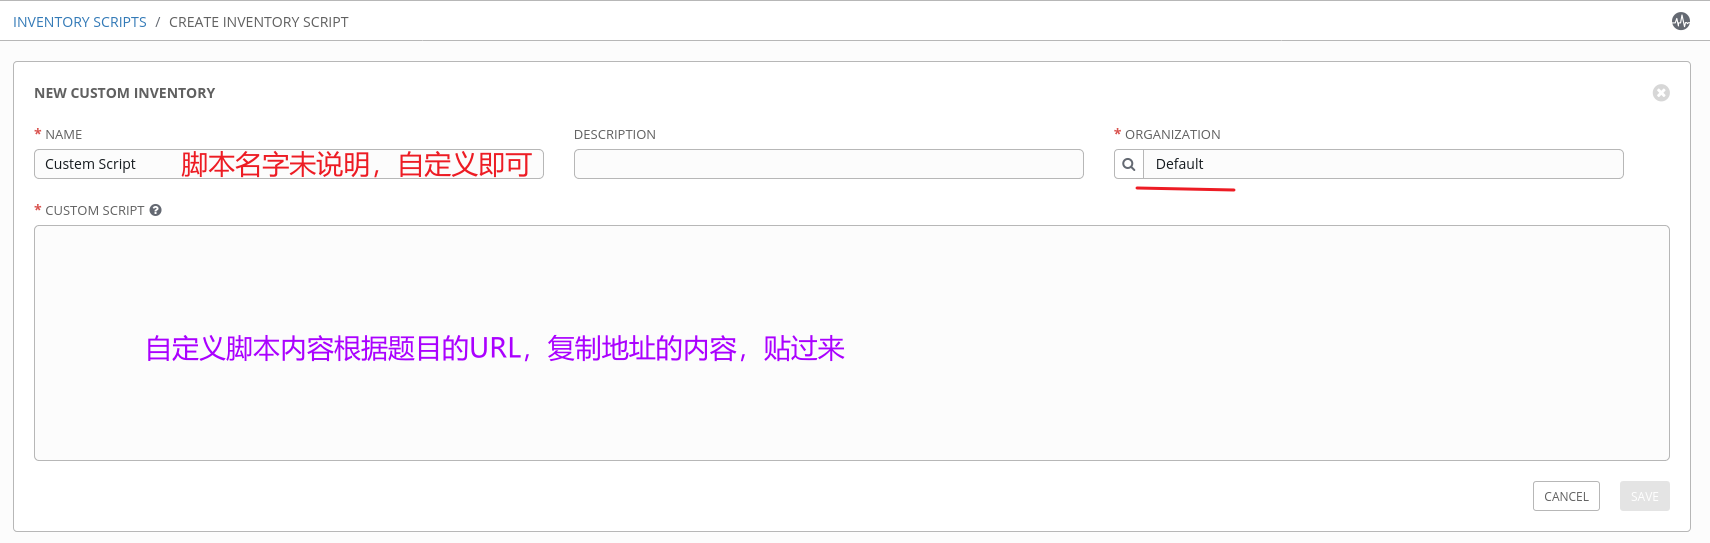 INVENTORY SCRIPTS / CREATE INVENTORY SCRIPT
NEW CUSTOM INVENTORY
* NAME
DESCRIPTION
* ORGANIZATION
Custem Script
脚本名字未说明，自定义即可
Default
* CUSTOM SCRIPT
自定义脚本内容根据题目的URL，复制地址的内容，贴过来
CANCEL
SAVE